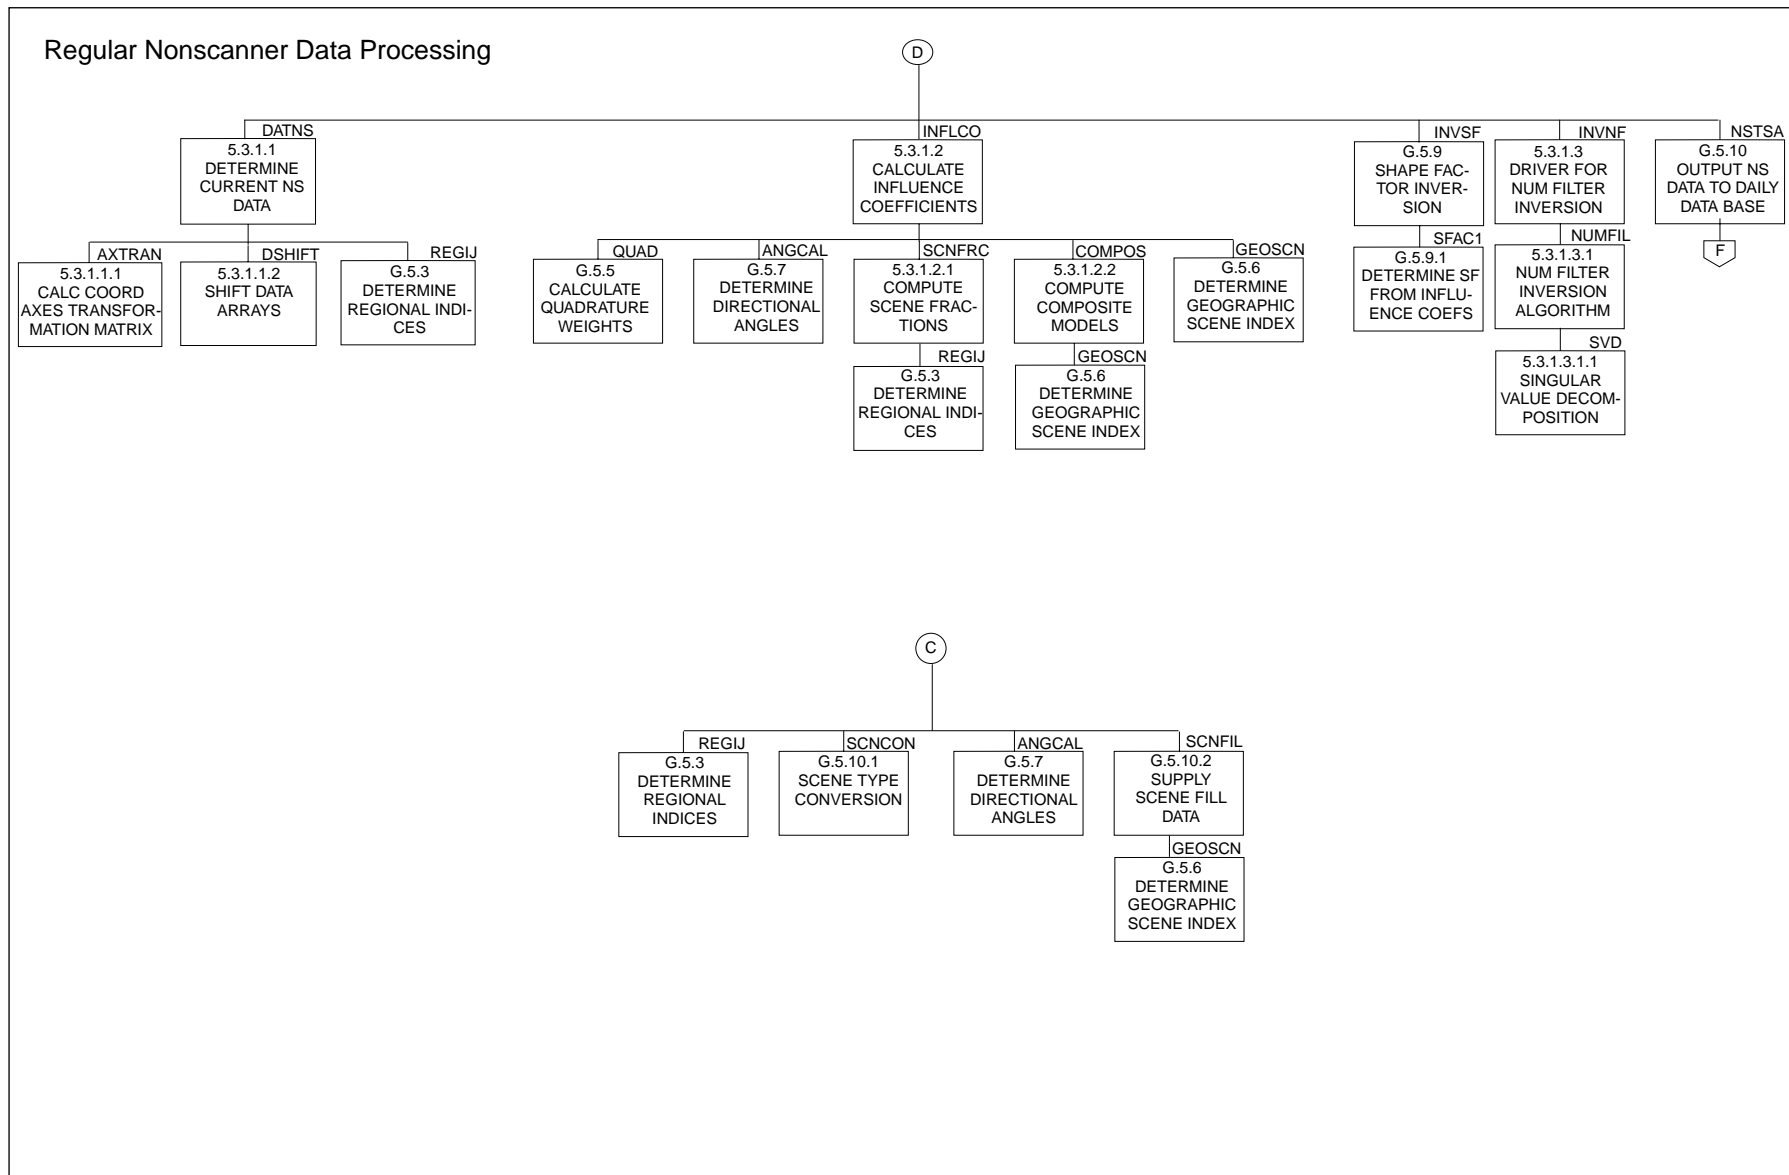 Regular Nonscanner Data Processing
D
DATNS
5.3.1.1
DETERMINE
CURRENT NS
DATA
INFLCO
5.3.1.2
CALCULATE
INFLUENCE
COEFFICIENTS
INVSF
G.5.9
SHAPE FAC-
TOR INVER-
SION
INVNF
5.3.1.3
DRIVER FOR
NUM FILTER
INVERSION
NSTSA
G.5.10
OUTPUT NS
DATA TO DAILY
DATA BASE
AXTRAN
5.3.1.1.1
CALC COORD
AXES TRANSFOR-
MATION MATRIX
DSHIFT
5.3.1.1.2
SHIFT DATA
ARRAYS
REGIJ
G.5.3
DETERMINE
REGIONAL INDI-
CES
QUAD
G.5.5
CALCULATE
QUADRATURE
WEIGHTS
ANGCAL
G.5.7
DETERMINE
DIRECTIONAL
ANGLES
SCNFRC
5.3.1.2.1
COMPUTE
SCENE FRAC-
TIONS
COMPOS
5.3.1.2.2
COMPUTE
COMPOSITE
MODELS
GEOSCN
G.5.6
DETERMINE
GEOGRAPHIC
SCENE INDEX
SFAC1
G.5.9.1
DETERMINE SF
FROM INFLU-
ENCE COEFS
NUMFIL
5.3.1.3.1
NUM FILTER
INVERSION
ALGORITHM
F
REGIJ
G.5.3
DETERMINE
REGIONAL INDI-
CES
GEOSCN
G.5.6
DETERMINE
GEOGRAPHIC
SCENE INDEX
SVD
5.3.1.3.1.1
SINGULAR
VALUE DECOM-
POSITION
C
REGIJ
G.5.3
DETERMINE
REGIONAL
INDICES
SCNCON
G.5.10.1
SCENE TYPE
CONVERSION
ANGCAL
G.5.7
DETERMINE
DIRECTIONAL
ANGLES
SCNFIL
G.5.10.2
SUPPLY
SCENE FILL
DATA
GEOSCN
G.5.6
DETERMINE
GEOGRAPHIC
SCENE INDEX